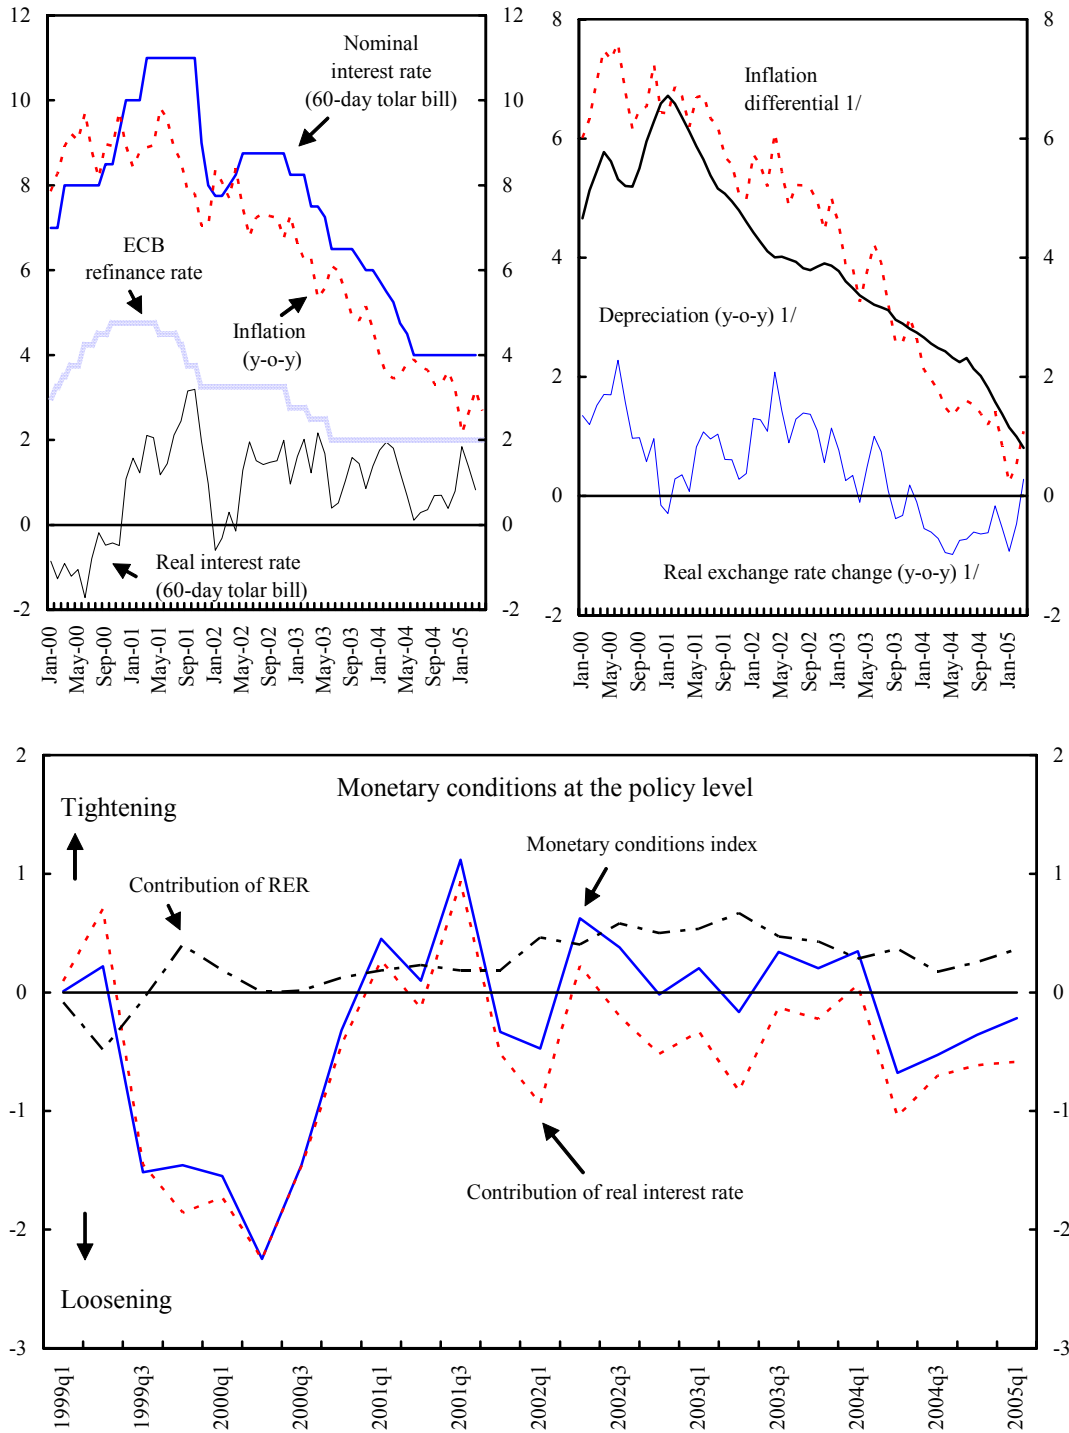 12
10
8
6
4
2
0
-2
12
10
8
6
4
2
0
-2
Nominal
interest rate
(60-day tolar bill)
ECB
refinance rate
Inflation
(y-o-y)
Real interest rate
(60-day tolar bill)
Jan-00
May-00
Sep-00
Jan-01
May-01
Sep-01
Jan-02
May-02
Sep-02
Jan-03
May-03
Sep-03
Jan-04
May-04
Sep-04
Jan-05
8
6
4
2
0
-2
8
6
4
2
0
-2
Inflation
differential 1/
Depreciation (y-o-y) 1/
Real exchange rate change (y-o-y) 1/
Jan-00
May-00
Sep-00
Jan-01
May-01
Sep-01
Jan-02
May-02
Sep-02
Jan-03
May-03
Sep-03
Jan-04
May-04
Sep-04
Jan-05
2
1
0
-1
-2
-3
2
1
0
-1
-2
-3
Monetary conditions at the policy level
Tightening
Monetary conditions index
Contribution of RER
Contribution of real interest rate
Loosening
1999q1
1999q3
2000q1
2000q3
2001q1
2001q3
2002q1
2002q3
2003q1
2003q3
2004q1
2004q3
2005q1